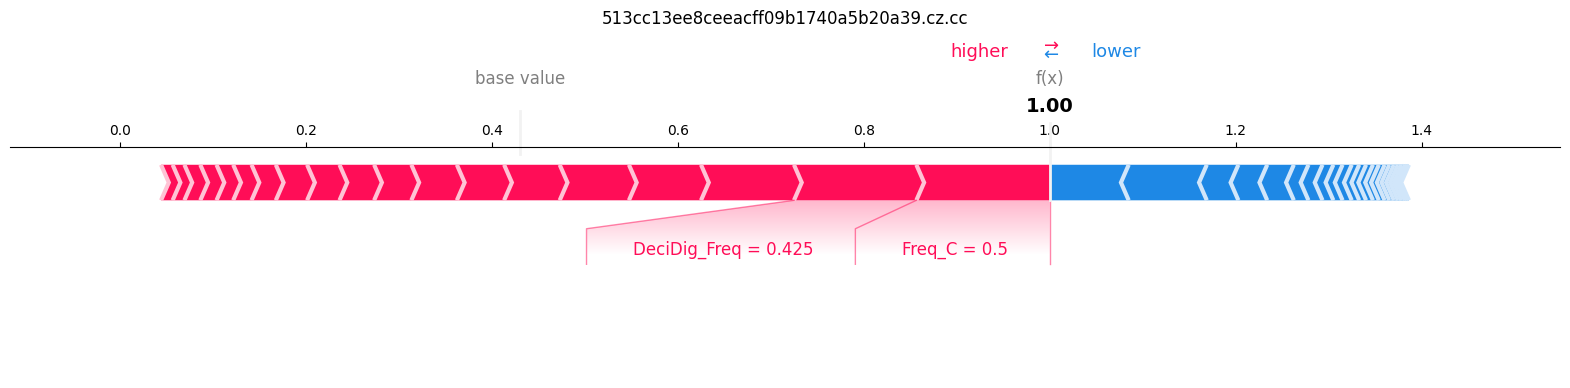 513cc13ee8ceeacff09b1740a5b20a39.cz.cc
higher ⇄ lower
base value f(x)
1.00
0.0 0.2 0.4 0.6 0.8 1.0 1.2 1.4
DeciDig_Freq = 0.425 Freq_C = 0.5